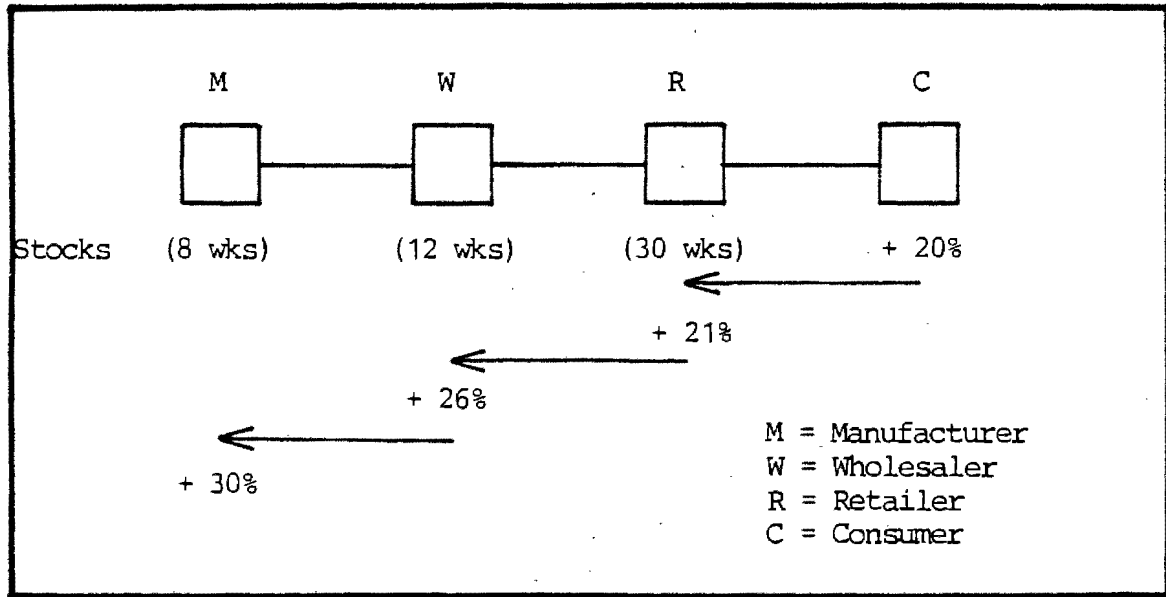 M W R C
Stocks (8 wks) (12 wks) (30 wks) + 20%
+ 21%
+ 26%
+ 30%
M = Manufacturer
W = Wholesaler
R = Retailer
C = Consumer